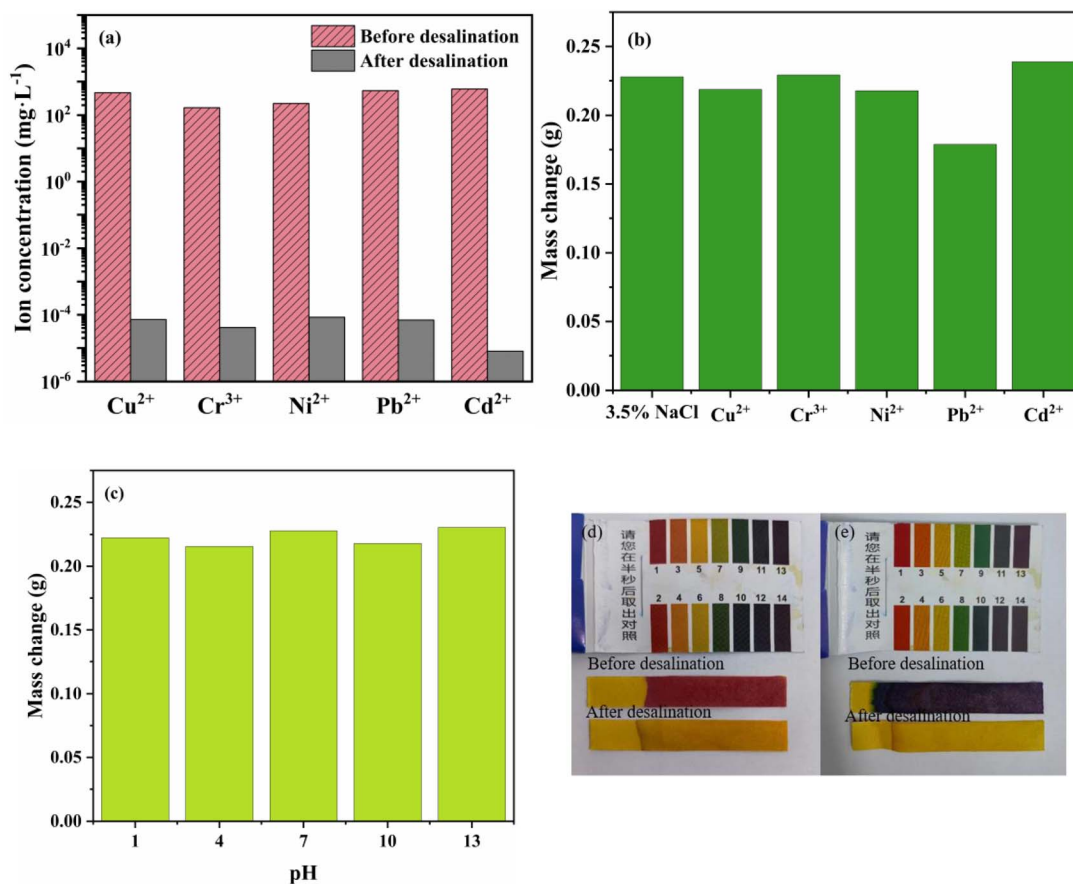 (a)
Before desalination
After desalination
Ion concentration (mg·L⁻¹)
10⁴
10²
10⁰
10⁻²
10⁻⁴
10⁻⁶
Cu²⁺ Cr³⁺ Ni²⁺ Pb²⁺ Cd²⁺
(b)
Mass change (g)
0.25
0.20
0.15
0.10
0.05
0.00
3.5% NaCl Cu²⁺ Cr³⁺ Ni²⁺ Pb²⁺ Cd²⁺
(c)
Mass change (g)
0.25
0.20
0.15
0.10
0.05
0.00
1 4 7 10 13
pH
(d)
请您在半秒后取出对照
1 3 5 7 9 11 13
2 4 6 8 10 12 14
Before desalination
After desalination
(e)
请您在半秒后取出对照
1 3 5 7 9 11 13
2 4 6 8 10 12 14
Before desalination
After desalination